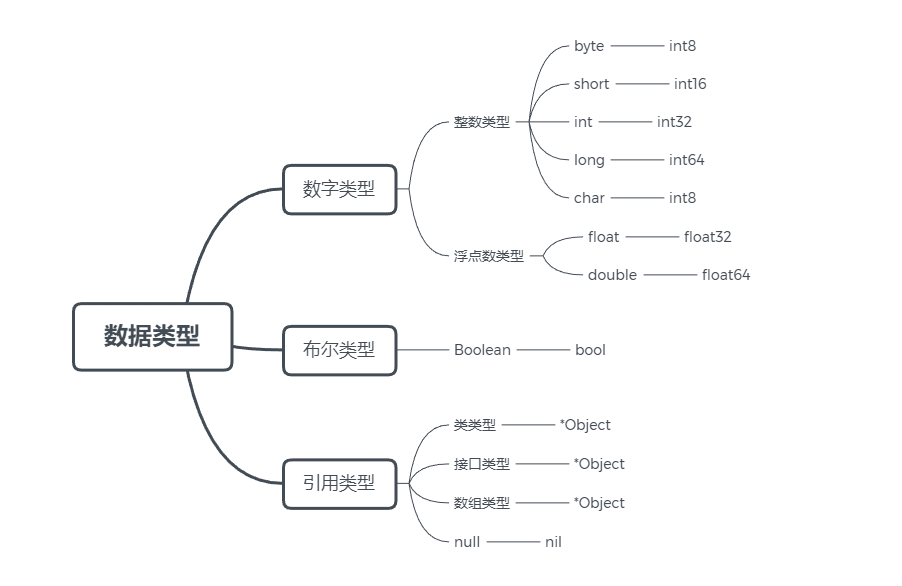 数据类型
数字类型
整数类型
byte int8
short int16
int int32
long int64
char int8
浮点数类型
float float32
double float64
布尔类型
Boolean bool
引用类型
类类型 *Object
接口类型 *Object
数组类型 *Object
null nil